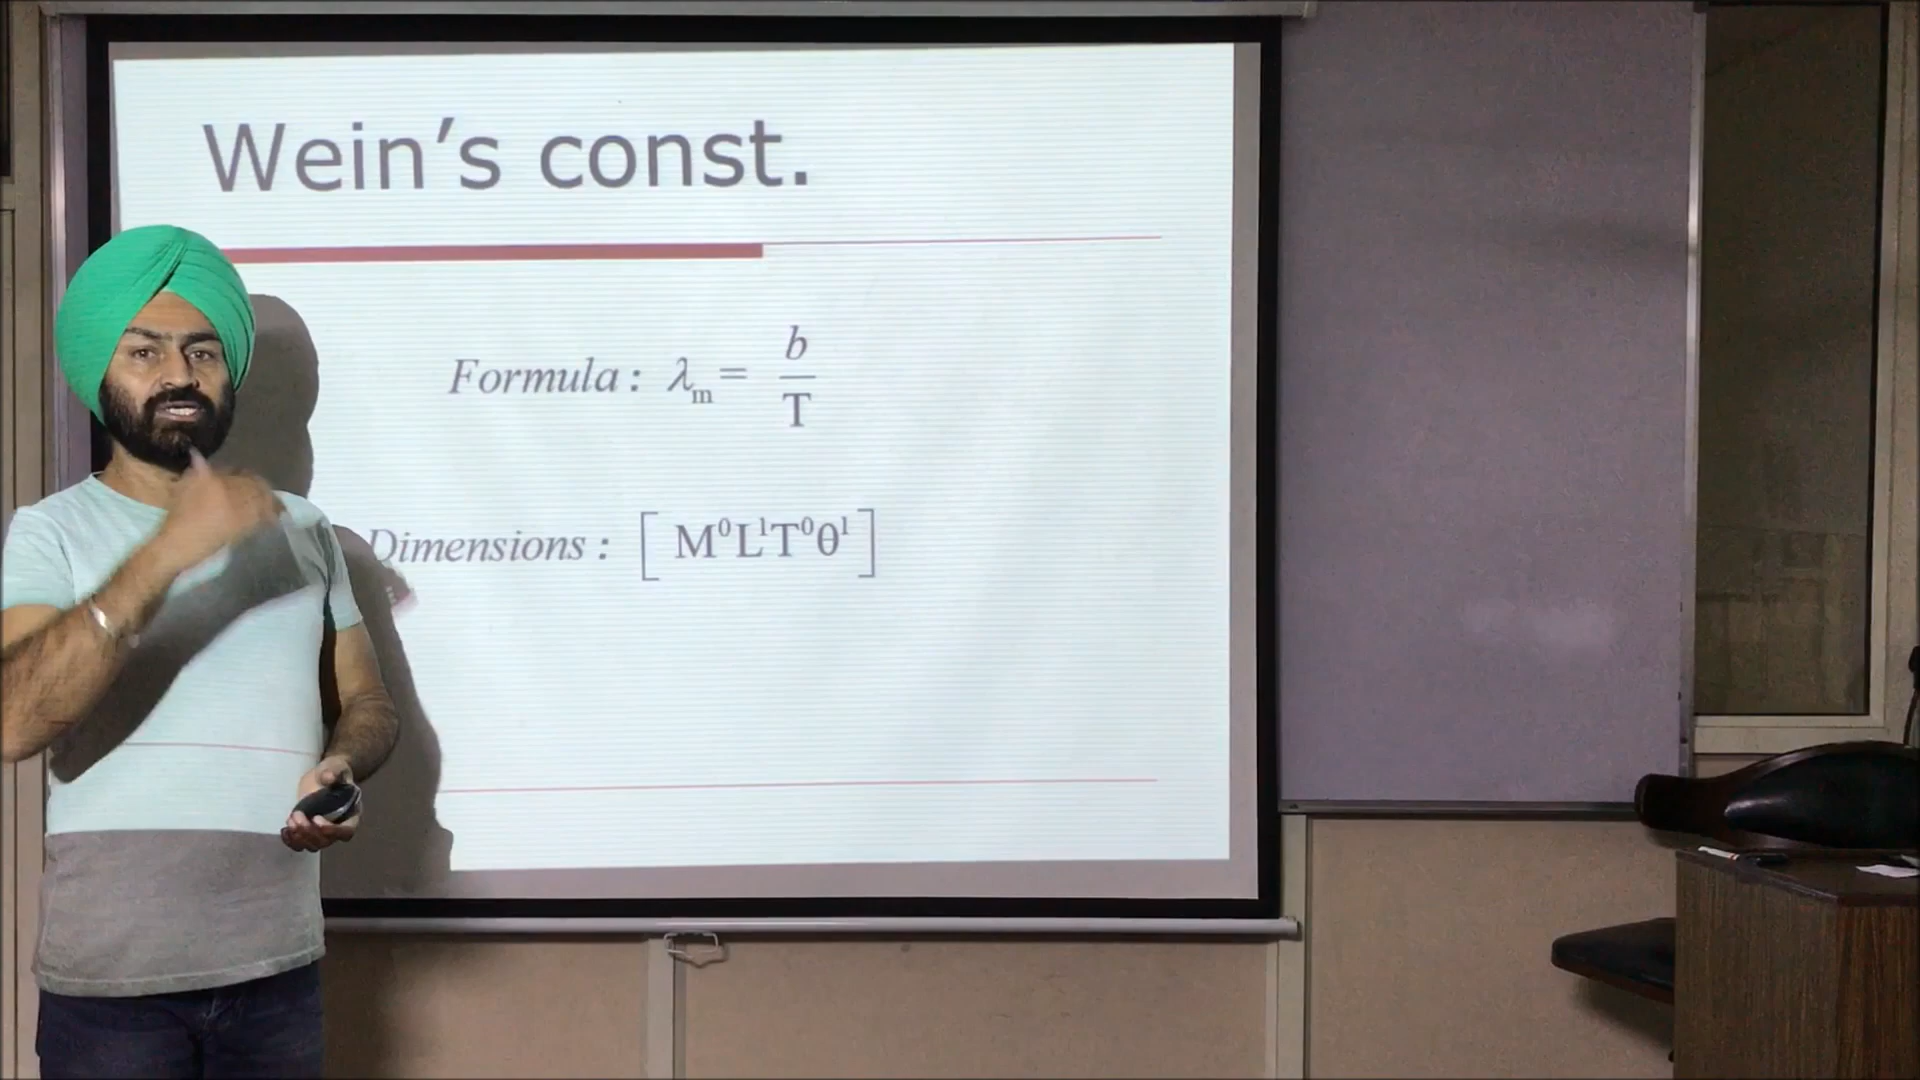 Wein's const.
Formula : λₘ = b/T
Dimensions : [ M⁰L¹T⁰θ¹ ]